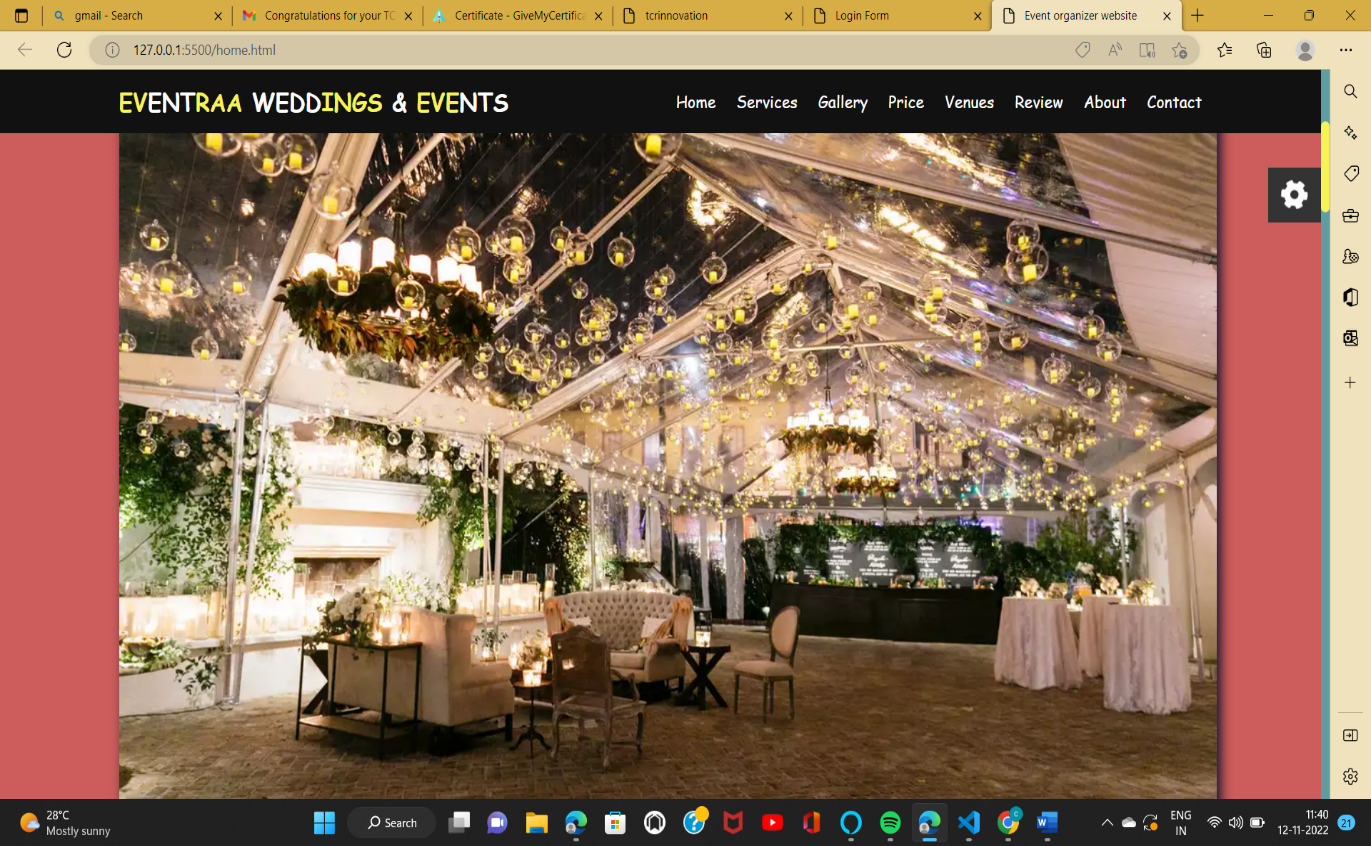 gmail - Search
Congratulations for your TC
Certificate - GiveMyCertifica
tcrinnovation
Login Form
Event organizer website
127.0.0.1:5500/home.html
EVENTRAA WEDDINGS & EVENTS
Home Services Gallery Price Venues Review About Contact
28°C
Mostly sunny
Search
ENG
IN
11:40
12-11-2022
21